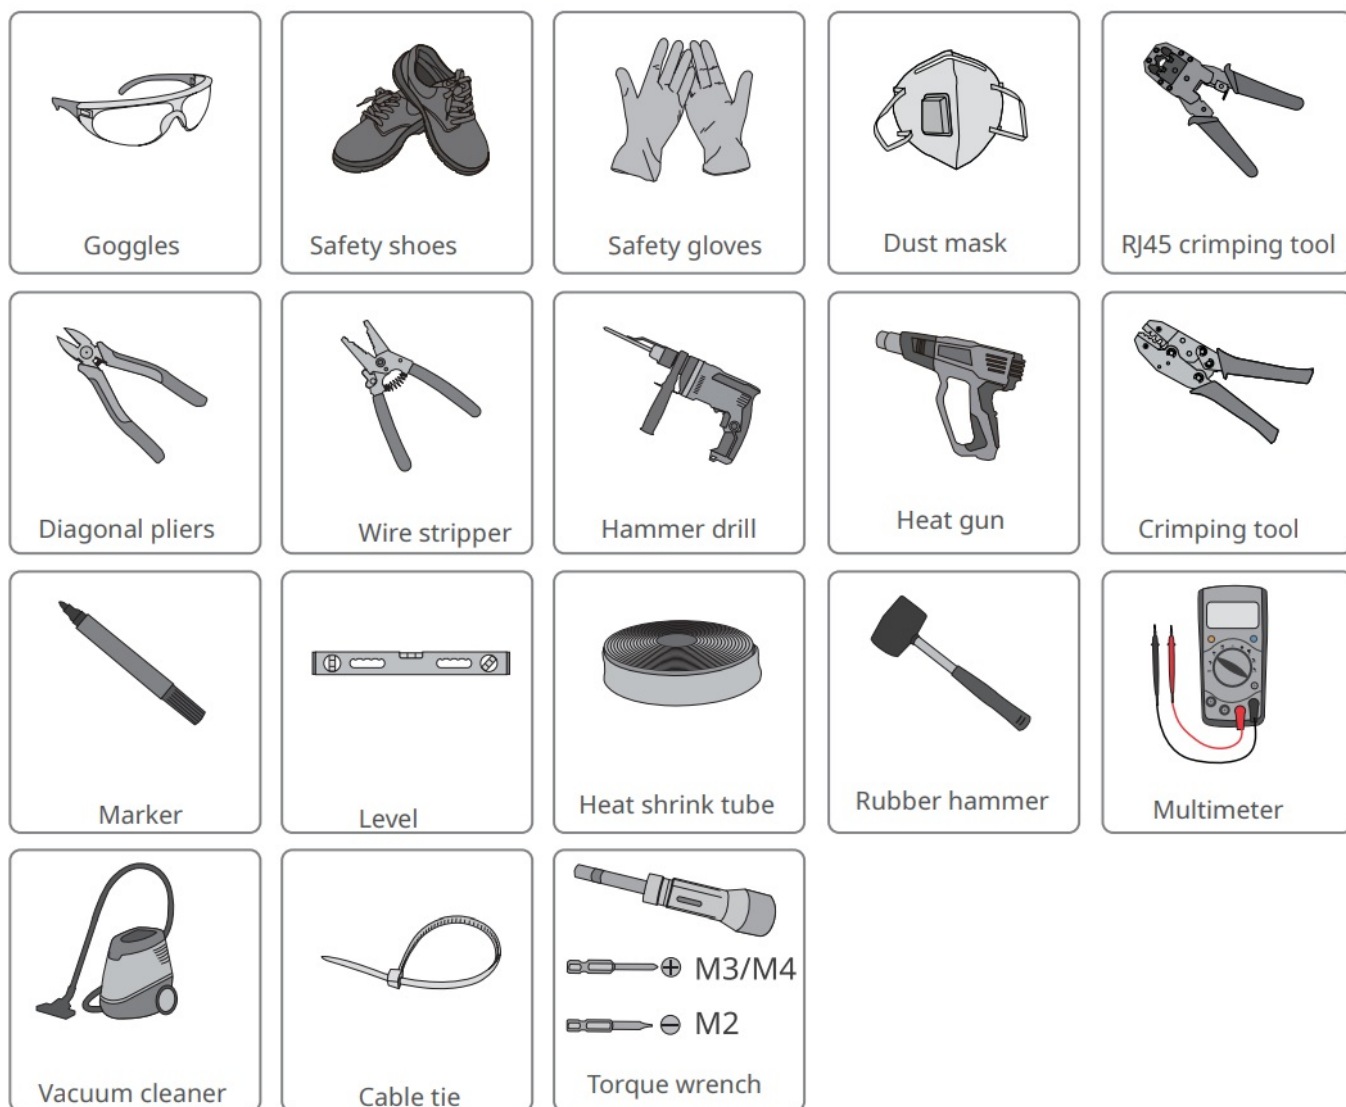 Goggles
Safety shoes
Safety gloves
Dust mask
RJ45 crimping tool
Diagonal pliers
Wire stripper
Hammer drill
Heat gun
Crimping tool
Marker
Level
Heat shrink tube
Rubber hammer
Multimeter
Vacuum cleaner
Cable tie
M3/M4
M2
Torque wrench